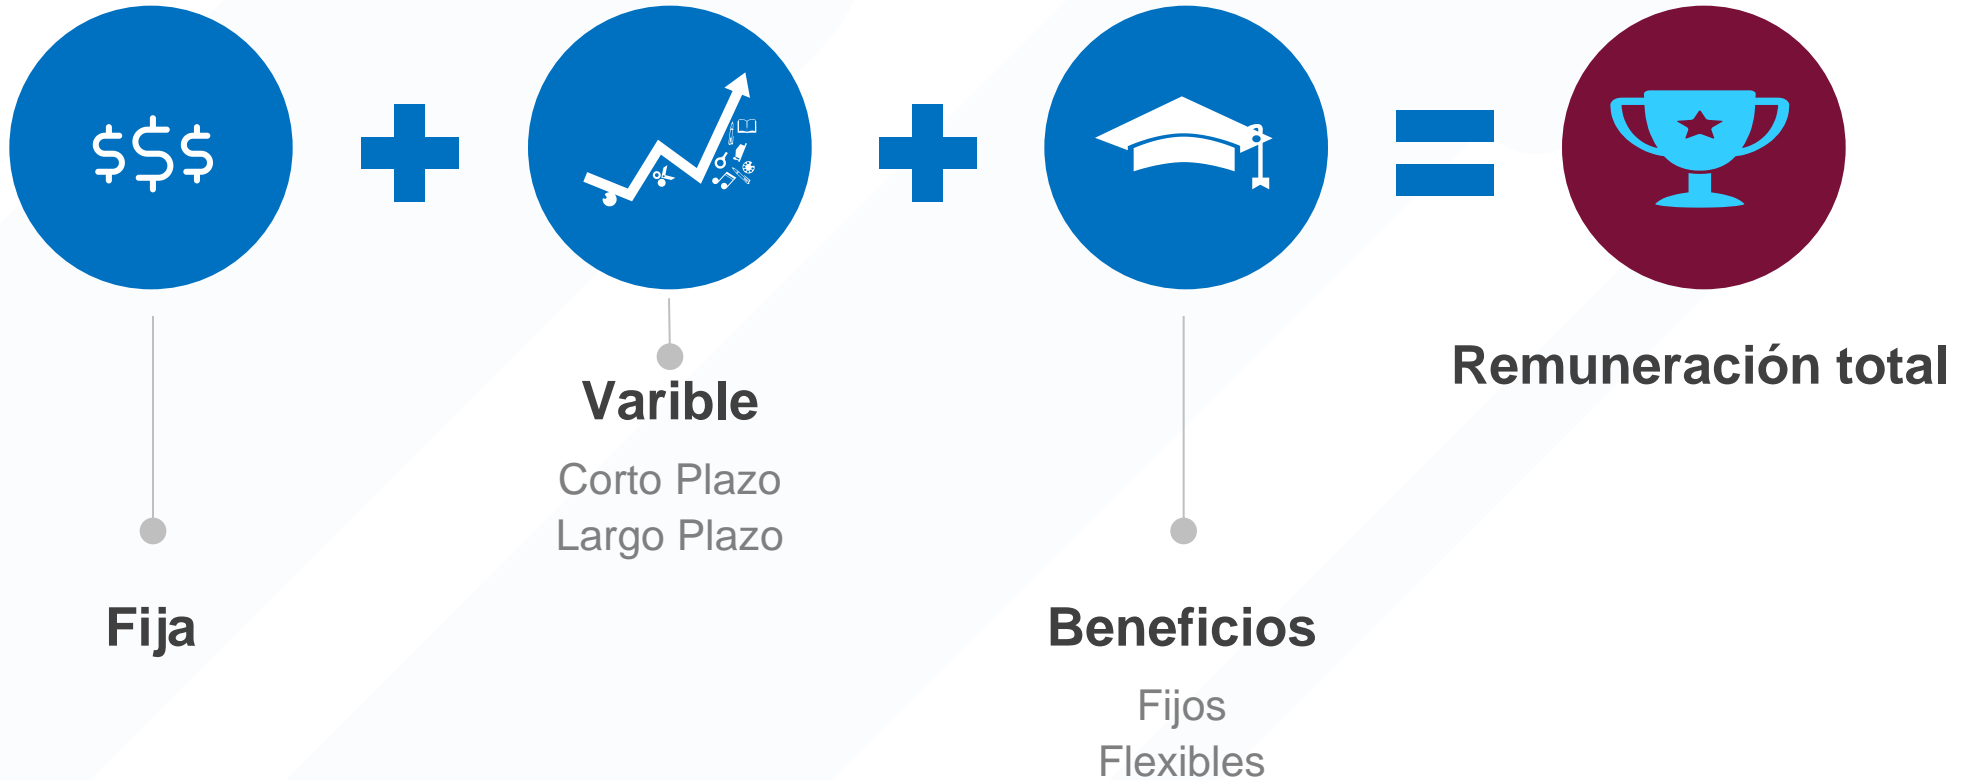 $$$
Fija
Varible
Corto Plazo
Largo Plazo
Beneficios
Fijos
Flexibles
Remuneración total